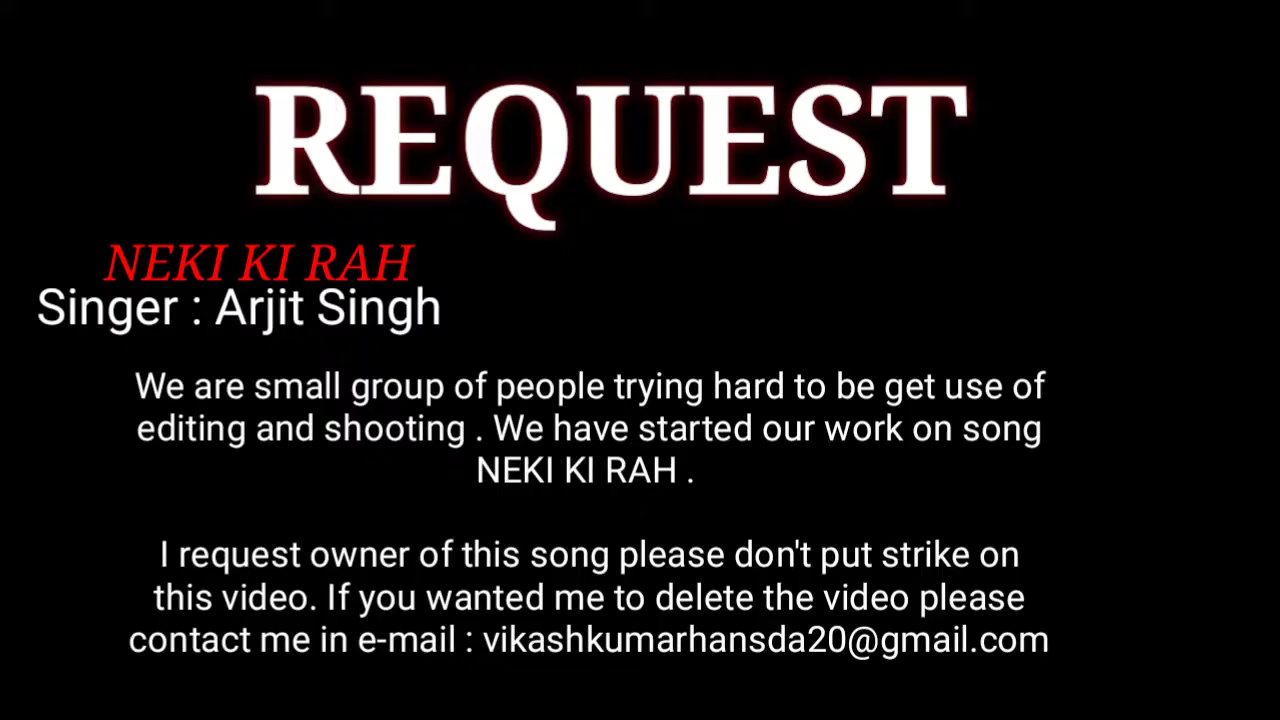 REQUEST
NEKI KI RAH
Singer : Arjit Singh
We are small group of people trying hard to be get use of
editing and shooting . We have started our work on song
NEKI KI RAH .
I request owner of this song please don't put strike on
this video. If you wanted me to delete the video please
contact me in e-mail : vikashkumarhansda20@gmail.com